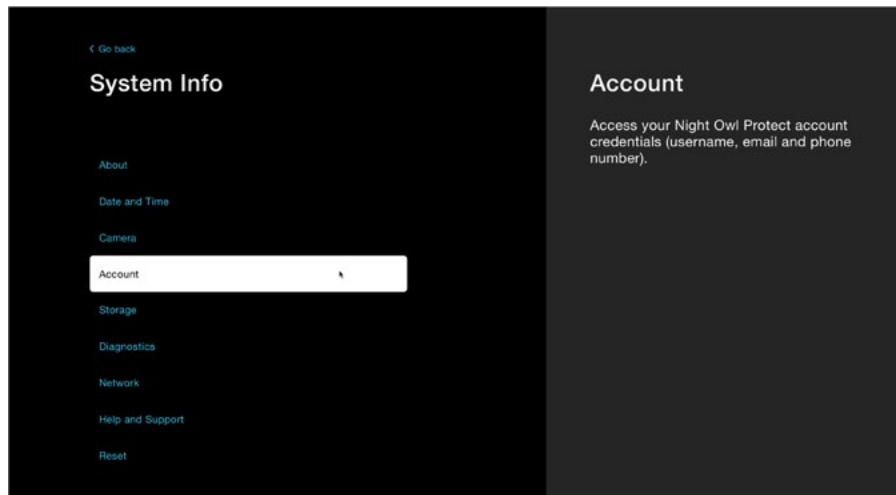 Go back
System Info
About
Date and Time
Camera
Account
Storage
Diagnostics
Network
Help and Support
Reset
Account
Access your Night Owl Protect account
credentials (username, email and phone
number).